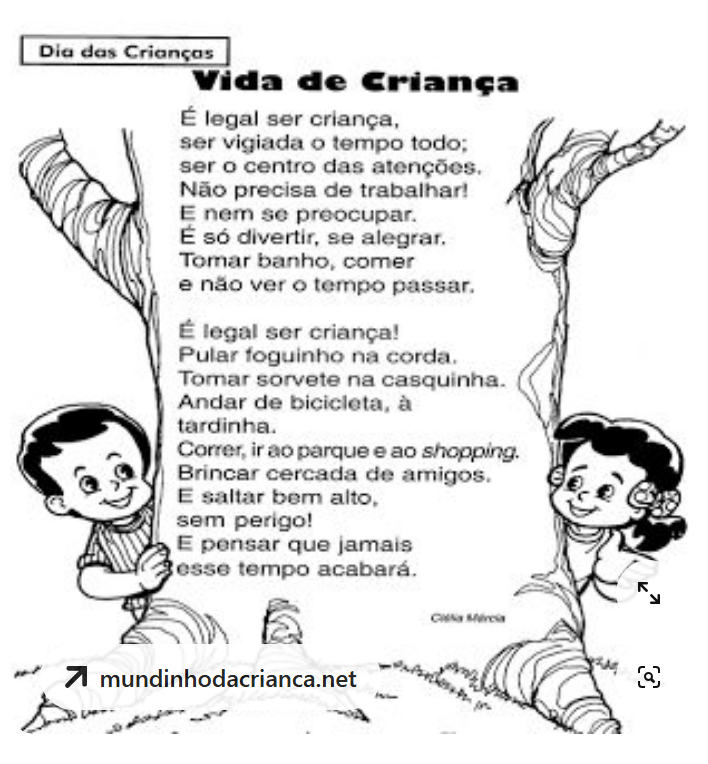 Dia das Crianças
Vida de Criança
É legal ser criança,
ser vigiada o tempo todo;
ser o centro das atenções.
Não precisa de trabalhar!
E nem se preocupar.
É só divertir, se alegrar.
Tomar banho, comer
e não ver o tempo passar.
É legal ser criança!
Pular foguinho na corda.
Tomar sorvete na casquinha.
Andar de bicicleta, à
tardinha.
Correr, ir ao parque e ao shopping.
Brincar cercada de amigos.
E saltar bem alto,
sem perigo!
E pensar que jamais
esse tempo acabará.
Clélia Márcia
mundinhodacrianca.net